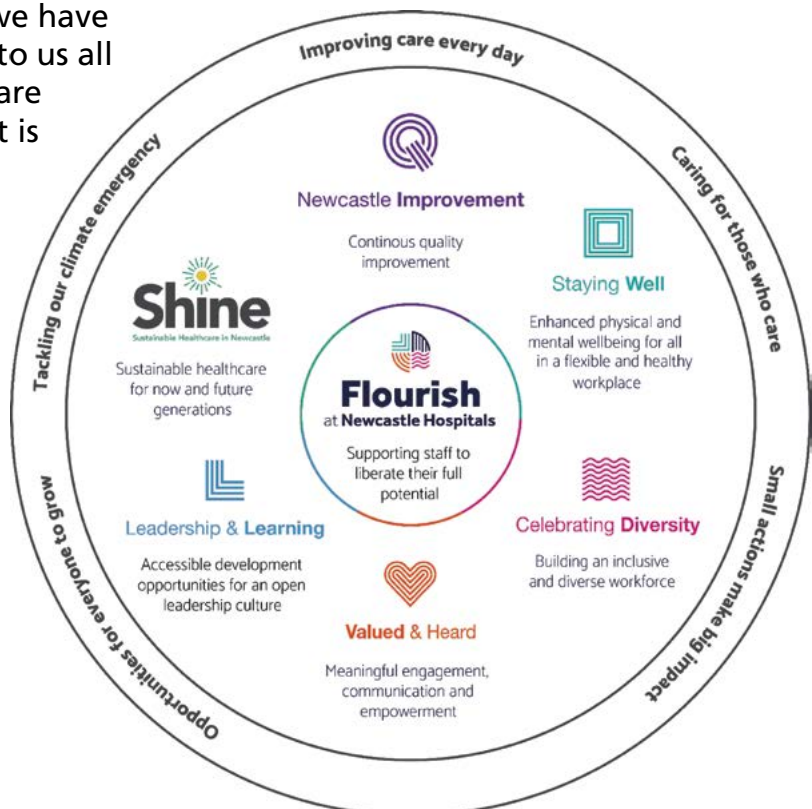 we have
to us all
are
t is
Improving care every day
Caring for those who care
Small actions make big impact
Opportunities for everyone to grow
Tackling our climate emergency
Newcastle Improvement
Continous quality
improvement
Staying Well
Enhanced physical and
mental wellbeing for all
in a flexible and healthy
workplace
Shine
Sustainable Healthcare in Newcastle
Sustainable healthcare
for now and future
generations
Flourish
at Newcastle Hospitals
Supporting staff to
liberate their full
potential
Leadership & Learning
Accessible development
opportunities for an open
leadership culture
Celebrating Diversity
Building an inclusive
and diverse workforce
Valued & Heard
Meaningful engagement,
communication and
empowerment